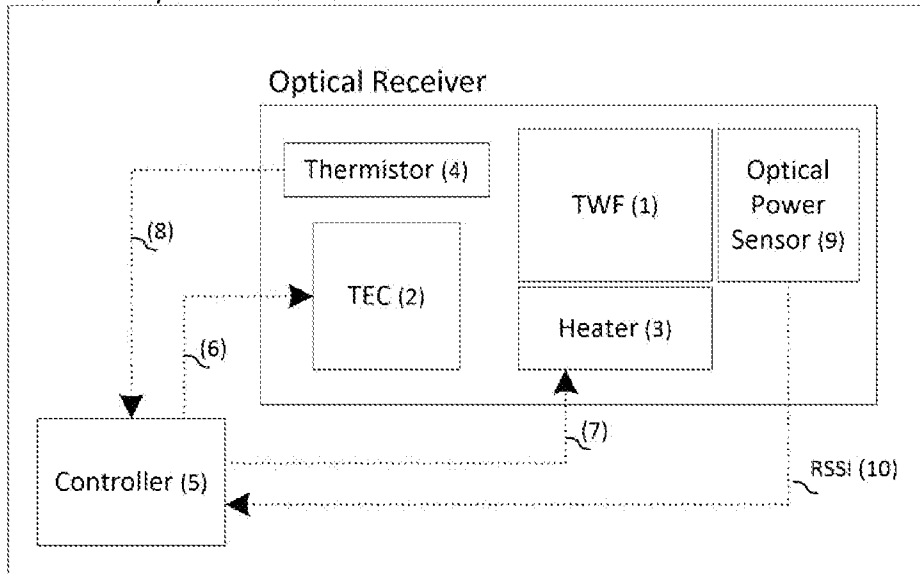 Optical Receiver
Thermistor (4)
TWF (1)
Optical
Power
Sensor (9)
(8)
TEC (2)
Heater (3)
(6)
(7)
Controller (5)
RSSI (10)